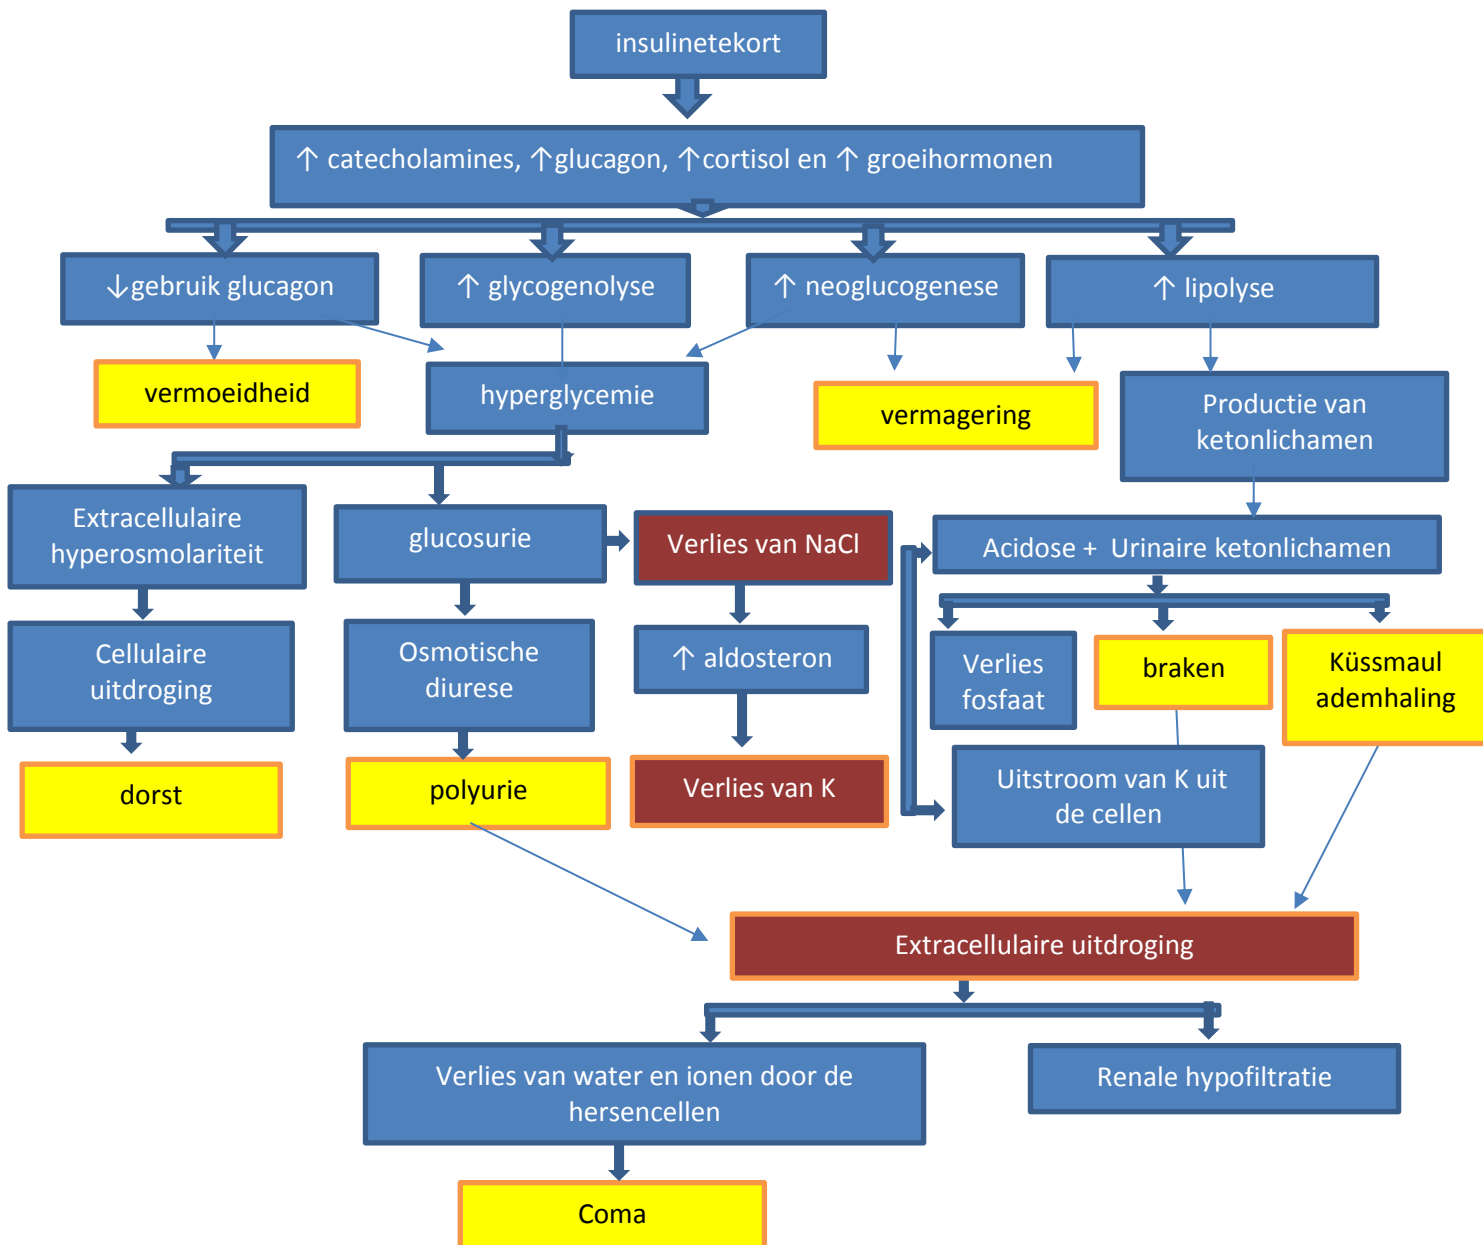 insulinetekort
↑ catecholamines, ↑glucagon, ↑cortisol en ↑ groeihormonen
↓gebruik glucagon
↑ glycogenolyse
↑ neoglucogenese
↑ lipolyse
vermoeidheid
hyperglycemie
vermagering
Productie van
ketonlichamen
Extracellulaire
hyperosmolariteit
glucosurie
Verlies van NaCl
Acidose + Urinaire ketonlichamen
Cellulaire
uitdroging
Osmotische
diurese
↑ aldosteron
Verlies
fosfaat
braken
Küssmaul
ademhaling
dorst
polyurie
Verlies van K
Uitstroom van K uit
de cellen
Extracellulaire uitdroging
Verlies van water en ionen door de
hersencellen
Renale hypofiltratie
Coma